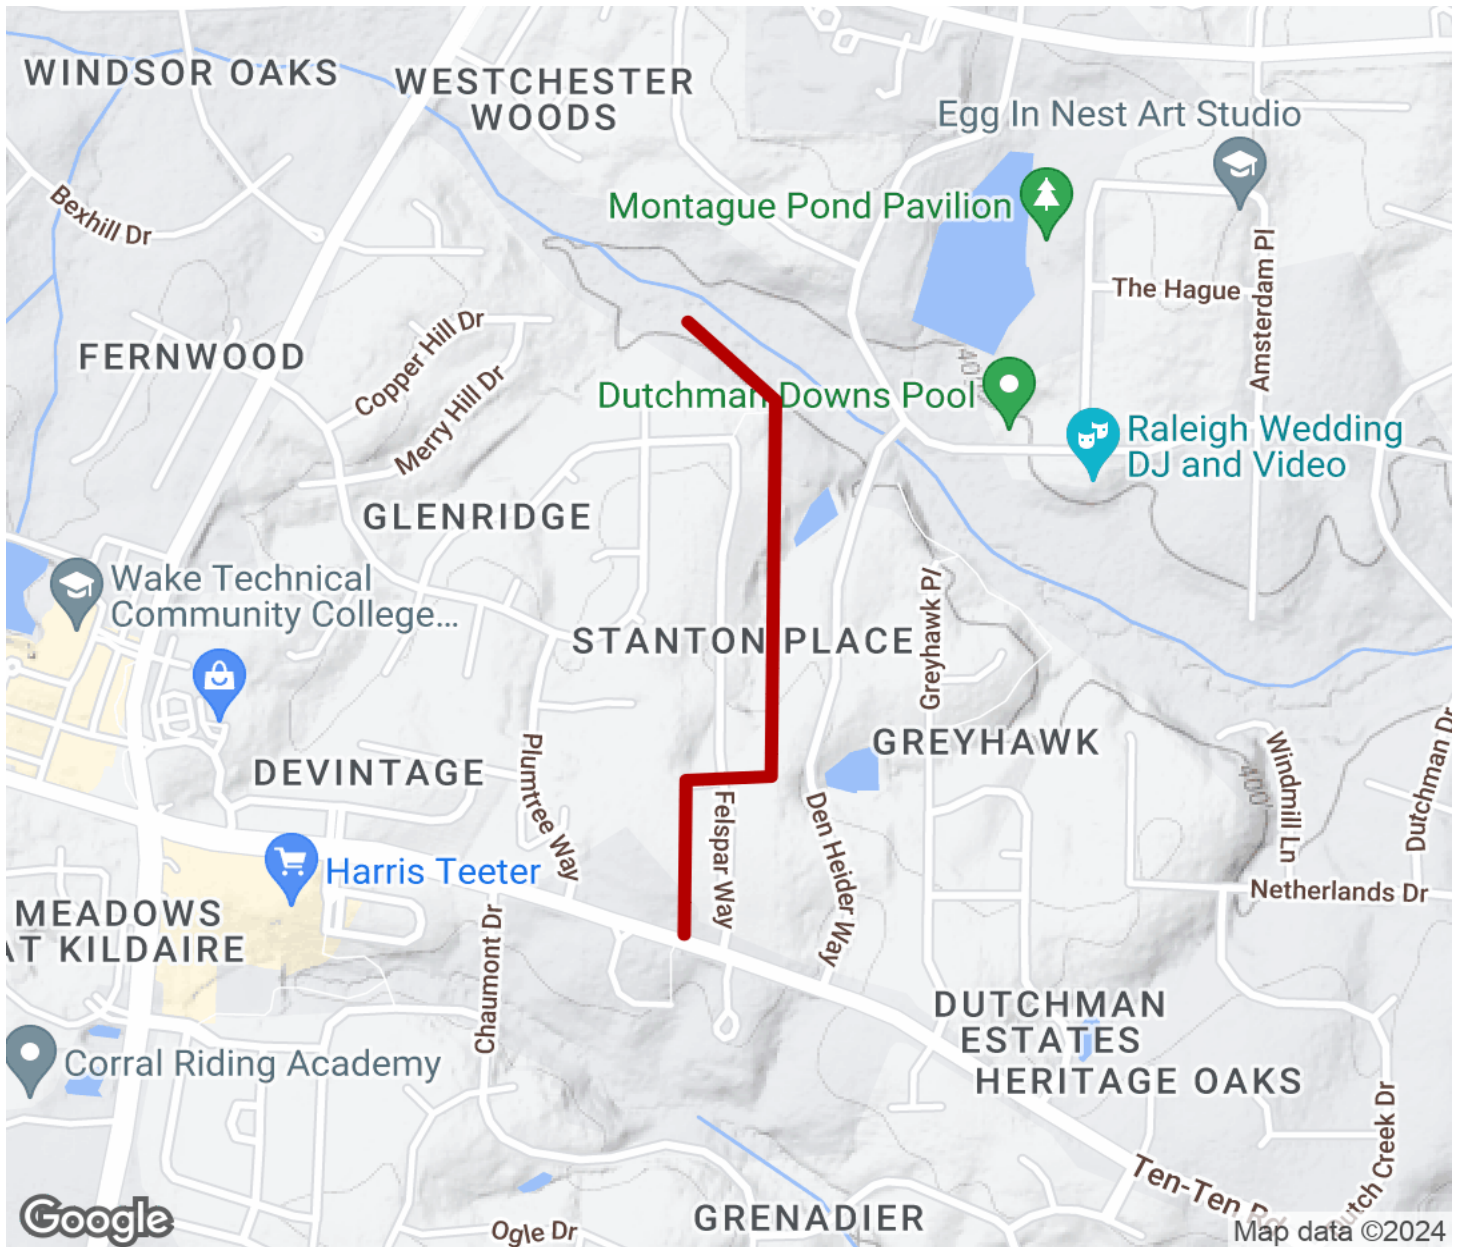 WINDSOR OAKS
WESTCHESTER
WOODS
Egg In Nest Art Studio
Montague Pond Pavilion
Bexhill Dr
Amsterdam Pl
The Hague
Copper Hill Dr
FERNWOOD
Merry Hill Dr
Dutchman Downs Pool
Raleigh Wedding
DJ and Video
GLENRIDGE
Wake Technical
Community College...
Greyhawk Pl
STANTON PLACE
GREYHAWK
DEVINTAGE
Plumtree Way
Felspar Way
Den Heider Way
400'
Windmill Ln
Dutchman Dr
Harris Teeter
Netherlands Dr
MEADOWS
AT KILDAIRE
Chaumont Dr
DUTCHMAN
ESTATES
HERITAGE OAKS
Corral Riding Academy
Dutch Creek Dr
Ten-Ten Rd
Google
Ogle Dr
GRENADIER
Map data ©2024